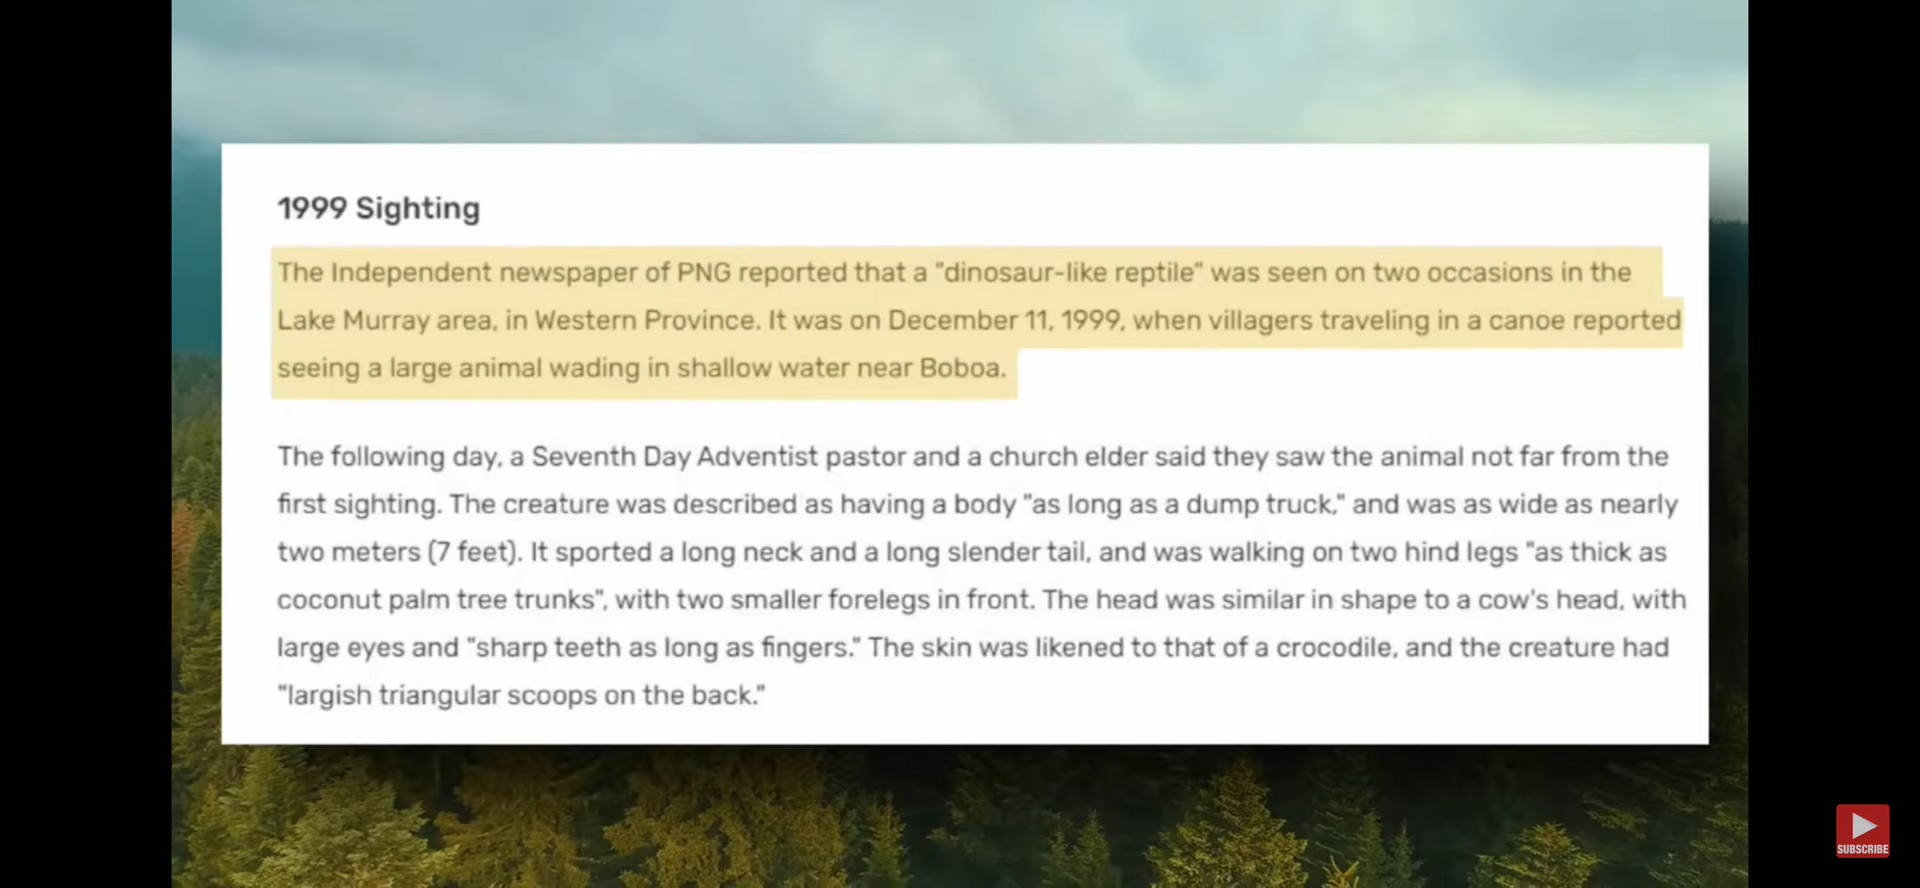 1999 Sighting
The Independent newspaper of PNG reported that a "dinosaur-like reptile" was seen on two occasions in the
Lake Murray area, in Western Province. It was on December 11, 1999, when villagers traveling in a canoe reported
seeing a large animal wading in shallow water near Boboa.
The following day, a Seventh Day Adventist pastor and a church elder said they saw the animal not far from the
first sighting. The creature was described as having a body "as long as a dump truck," and was as wide as nearly
two meters (7 feet). It sported a long neck and a long slender tail, and was walking on two hind legs "as thick as
coconut palm tree trunks", with two smaller forelegs in front. The head was similar in shape to a cow's head, with
large eyes and "sharp teeth as long as fingers." The skin was likened to that of a crocodile, and the creature had
"largish triangular scoops on the back."
SUBSCRIBE